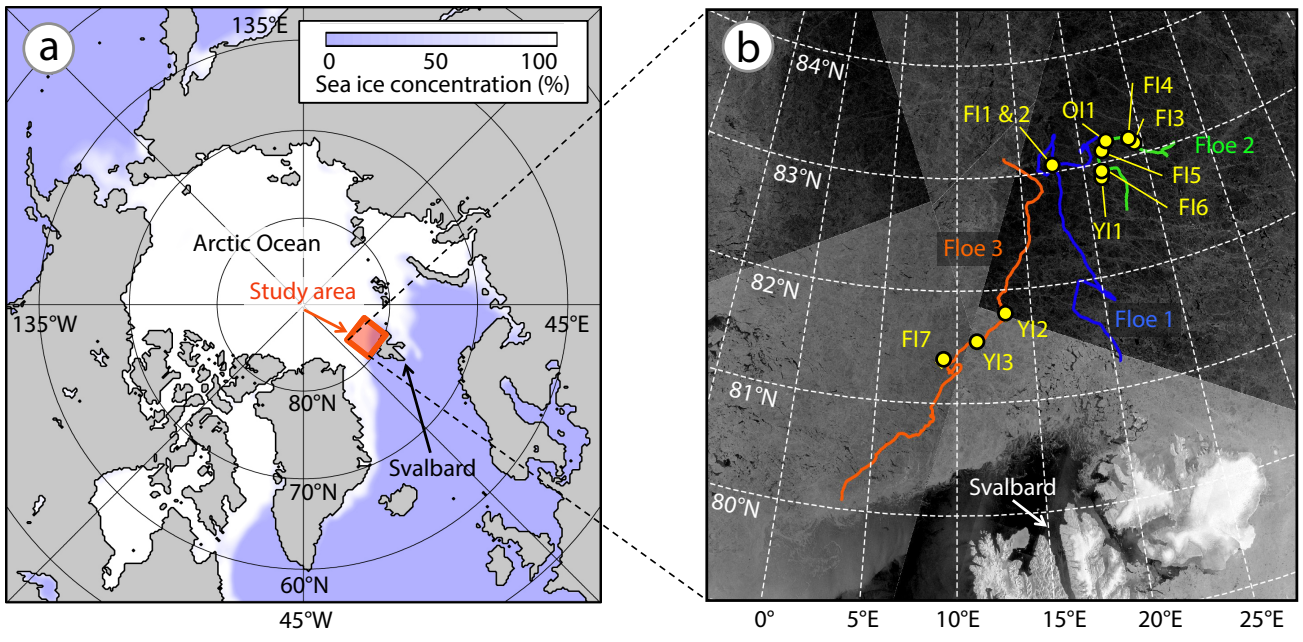 a
135°E
0
50
100
Sea ice concentration (%)
Arctic Ocean
Study area
135°W
45°E
80°N
Svalbard
70°N
60°N
45°W
b
84°N
FI4
OI1
FI3
FI1 & 2
Floe 2
83°N
FI5
FI6
YI1
Floe 3
82°N
Floe 1
FI7
YI2
YI3
81°N
80°N
Svalbard
0°
5°E
10°E
15°E
20°E
25°E